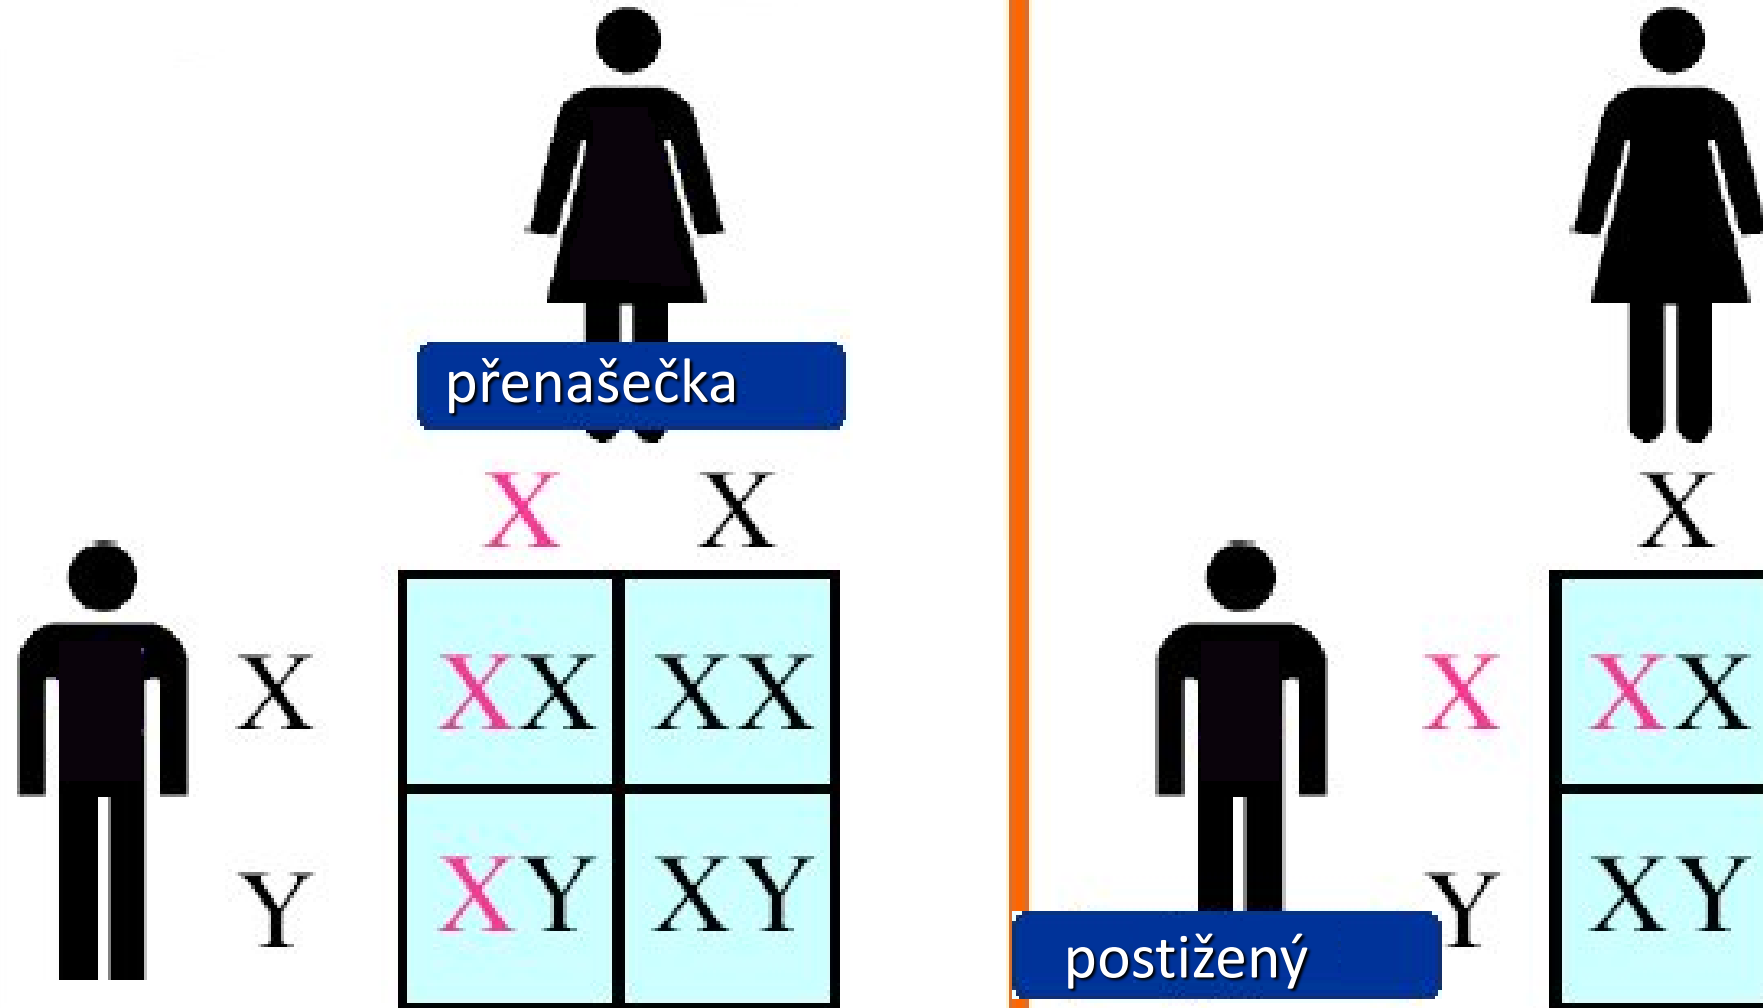 přenašečka
X X
X XX XX
Y XY XY
X
X XX
Y XY
postižený